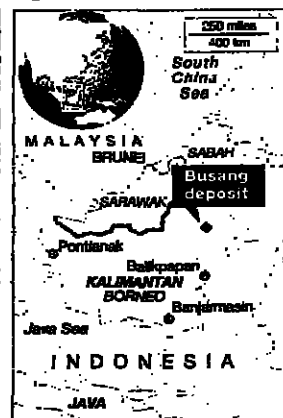 250 miles
400 km
South
China
Sea
MALAYSIA
BRUNEI
SABAH
Busang
deposit
SARAWAK
Pontianak
Balikpapan
KALIMANTAN
BORNEO
Banjarmasin
Java Sea
INDONESIA
JAVA